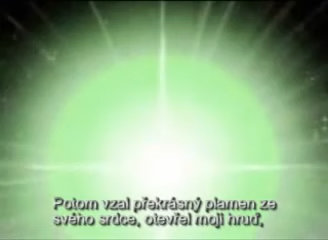 Potom vzal překrásný plamen ze
svého srdce, otevřel moji hruď,